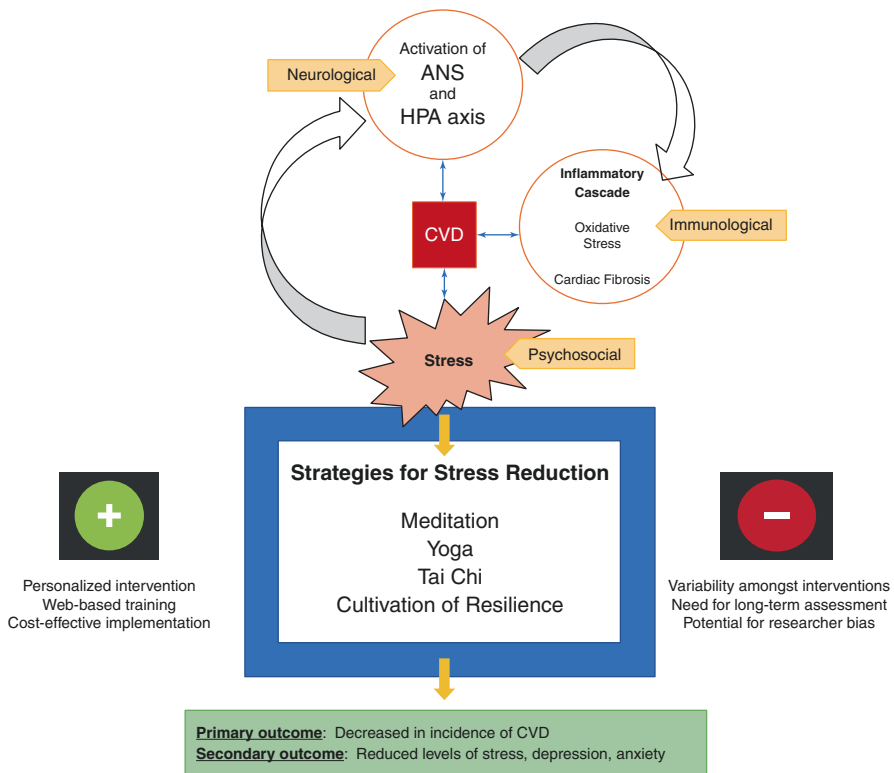 Activation of
ANS
and
HPA axis
Neurological
Inflammatory
Cascade
Oxidative
Stress
Cardiac Fibrosis
Immunological
CVD
Stress
Psychosocial
Strategies for Stress Reduction
Meditation
Yoga
Tai Chi
Cultivation of Resilience
+
Personalized intervention
Web-based training
Cost-effective implementation
–
Variability amongst interventions
Need for long-term assessment
Potential for researcher bias
Primary outcome: Decreased in incidence of CVD
Secondary outcome: Reduced levels of stress, depression, anxiety